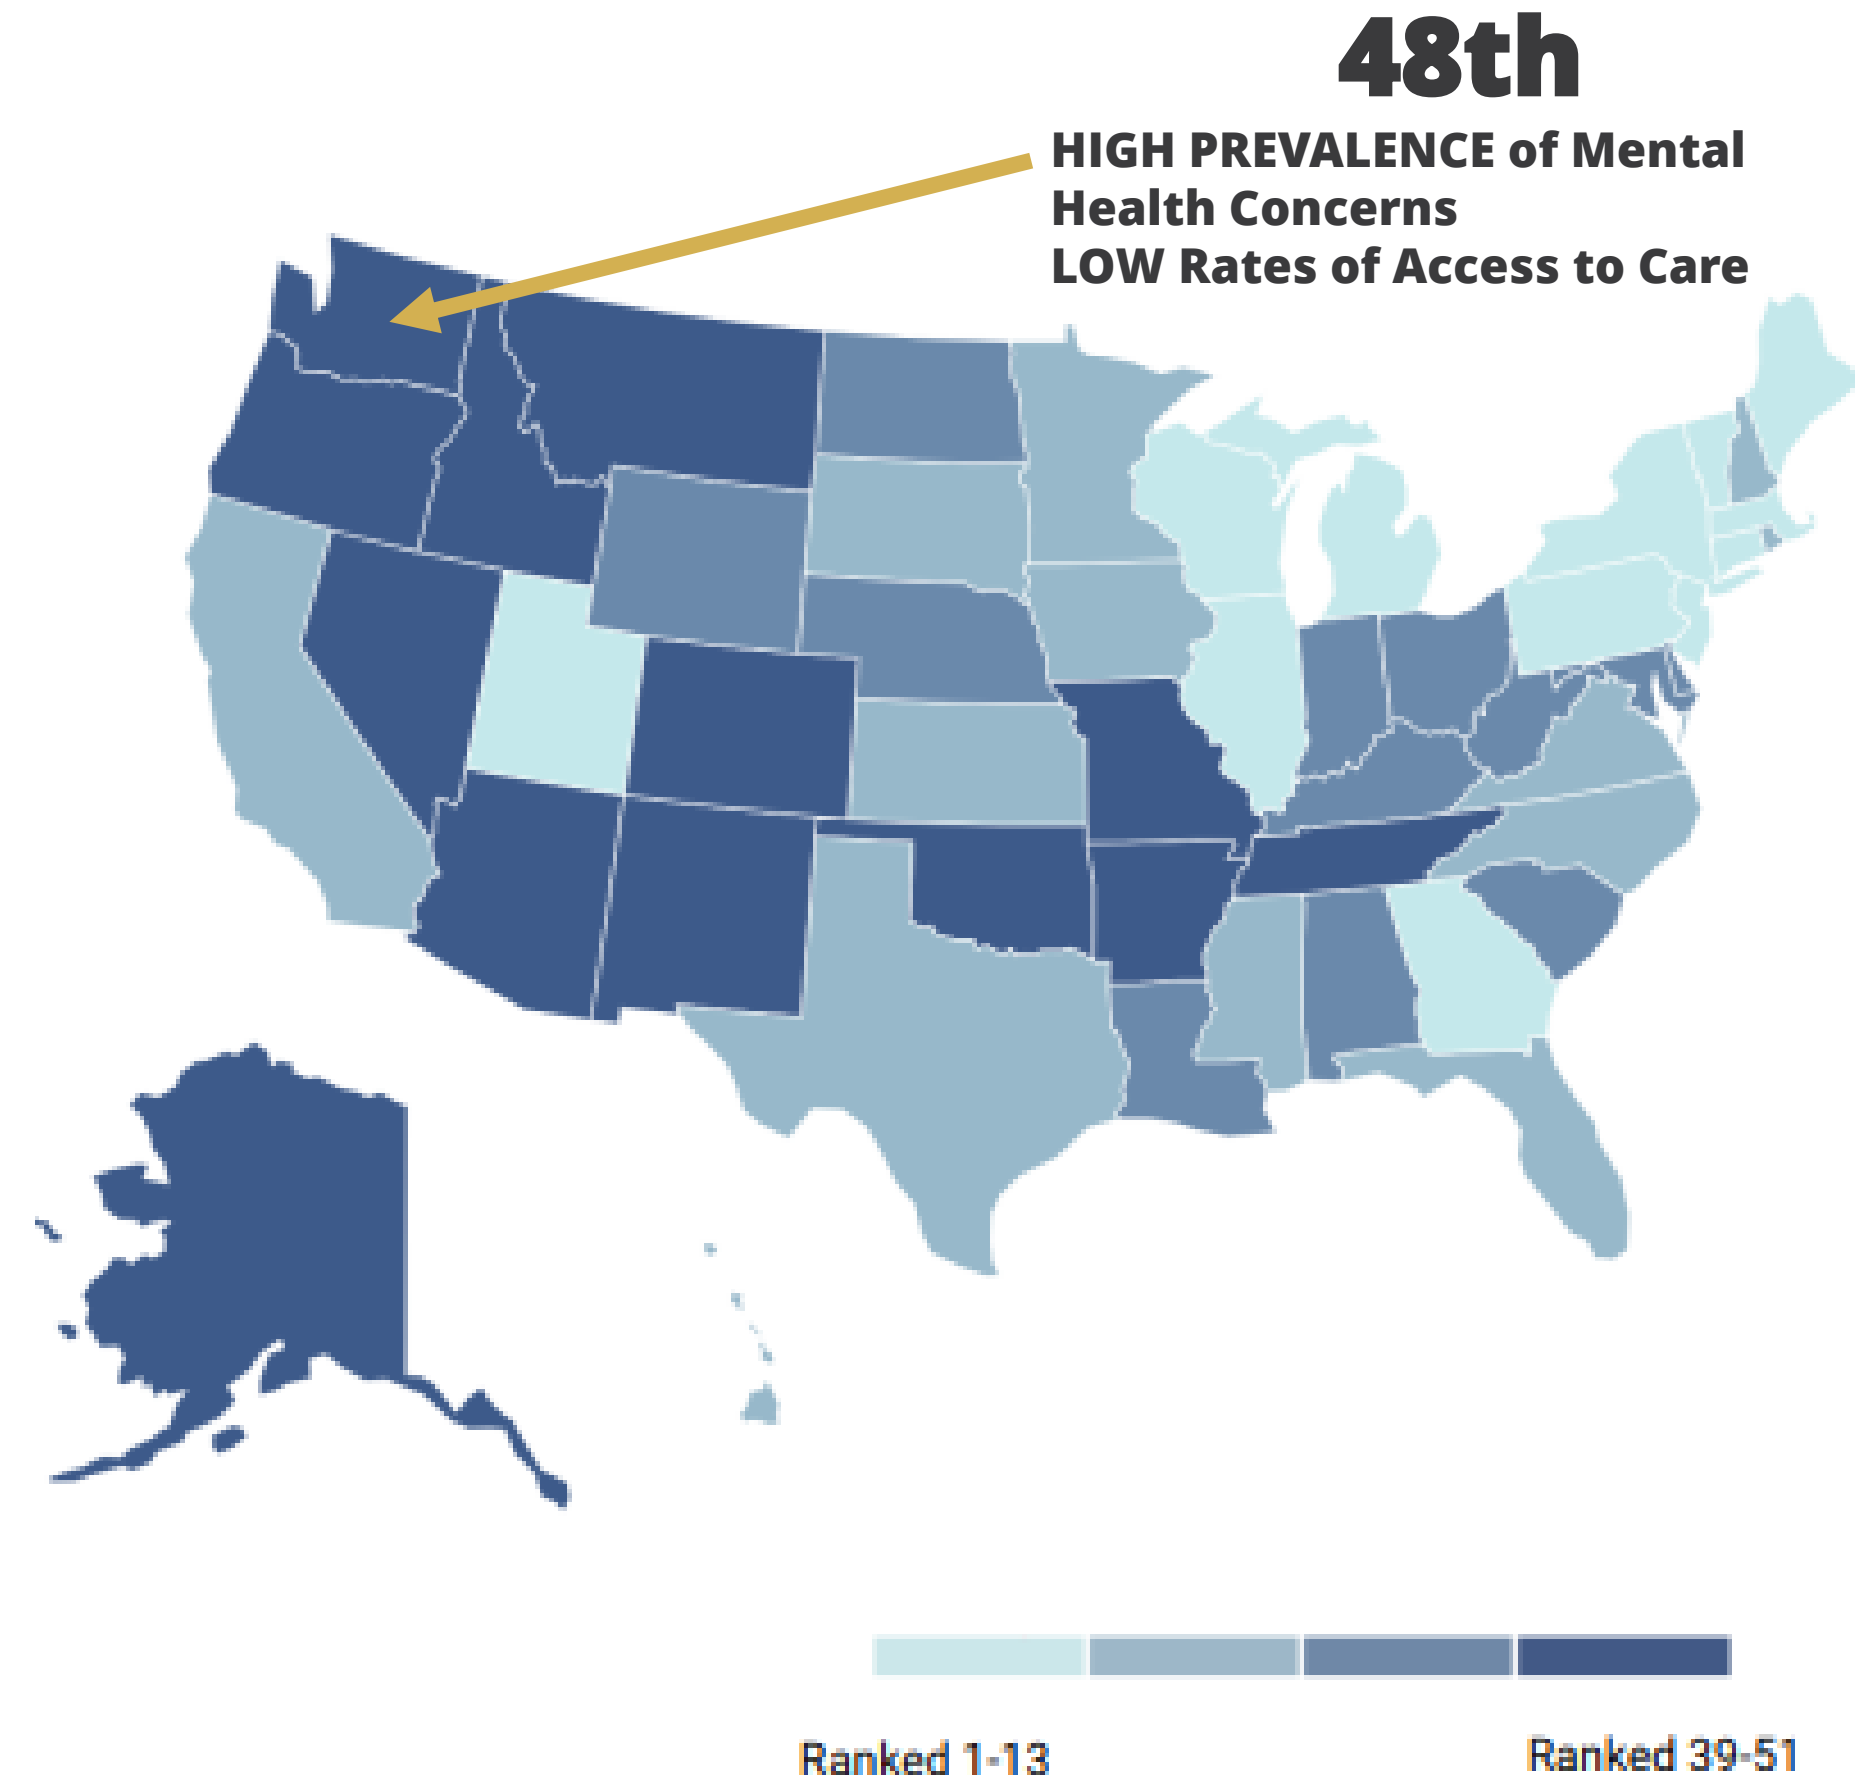 48th
HIGH PREVALENCE of Mental
Health Concerns
LOW Rates of Access to Care
Ranked 1-13
Ranked 39-51